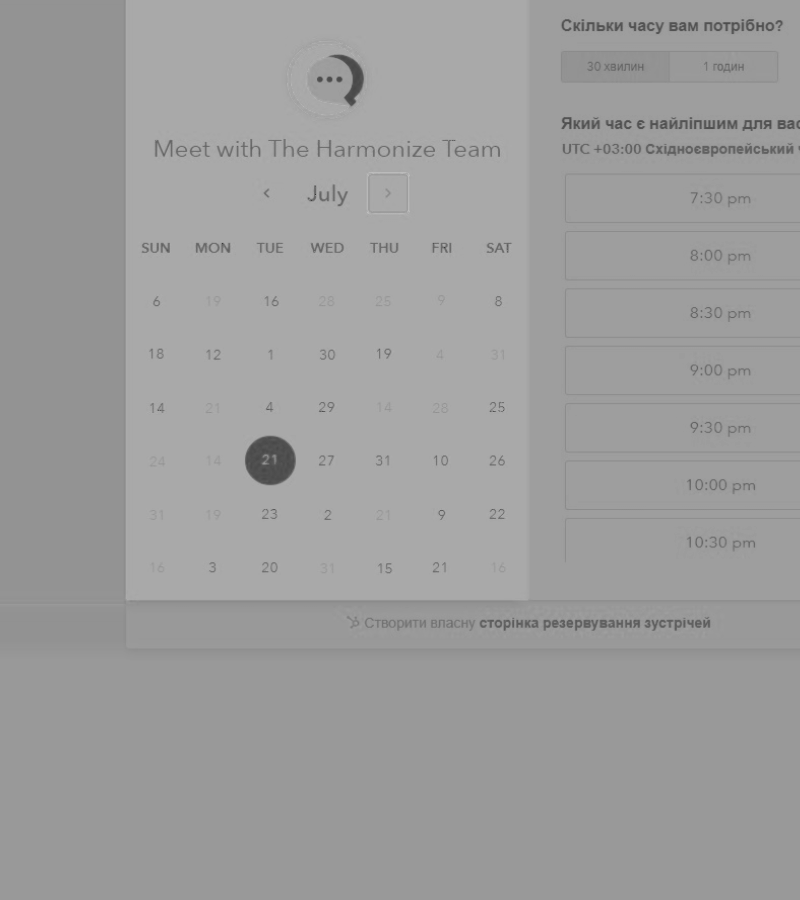 Meet with The Harmonize Team
July
SUN MON TUE WED THU FRI SAT
6 19 16 28 25 9 8
18 12 1 30 19 4 31
14 21 4 29 14 28 25
24 14 21 27 31 10 26
31 19 23 2 21 9 22
16 3 20 31 15 21 16
Скільки часу вам потрібно?
30 хвилин 1 годин
Який час є найліпшим для вас
UTC +03:00 Східноєвропейський
7:30 pm
8:00 pm
8:30 pm
9:00 pm
9:30 pm
10:00 pm
10:30 pm
Створити власну сторінка резервування зустрічей